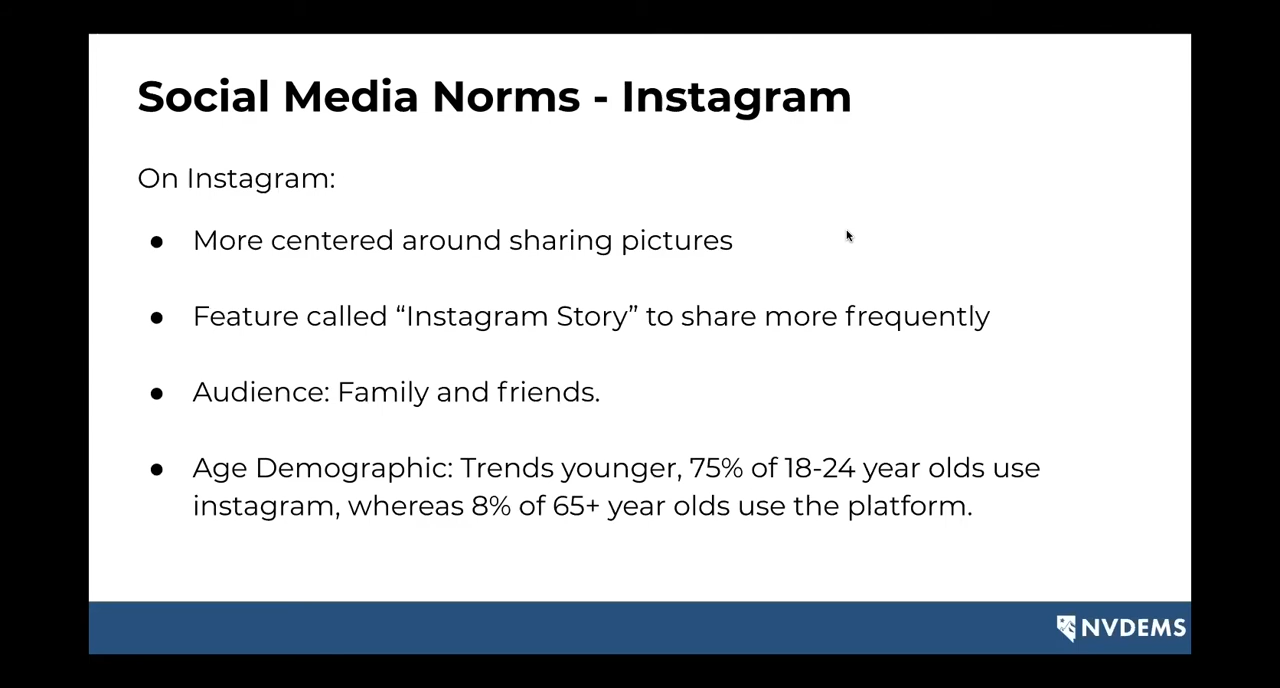 Social Media Norms - Instagram
On Instagram:
● More centered around sharing pictures
● Feature called “Instagram Story” to share more frequently
● Audience: Family and friends.
● Age Demographic: Trends younger, 75% of 18-24 year olds use
instagram, whereas 8% of 65+ year olds use the platform.
NVDEMS